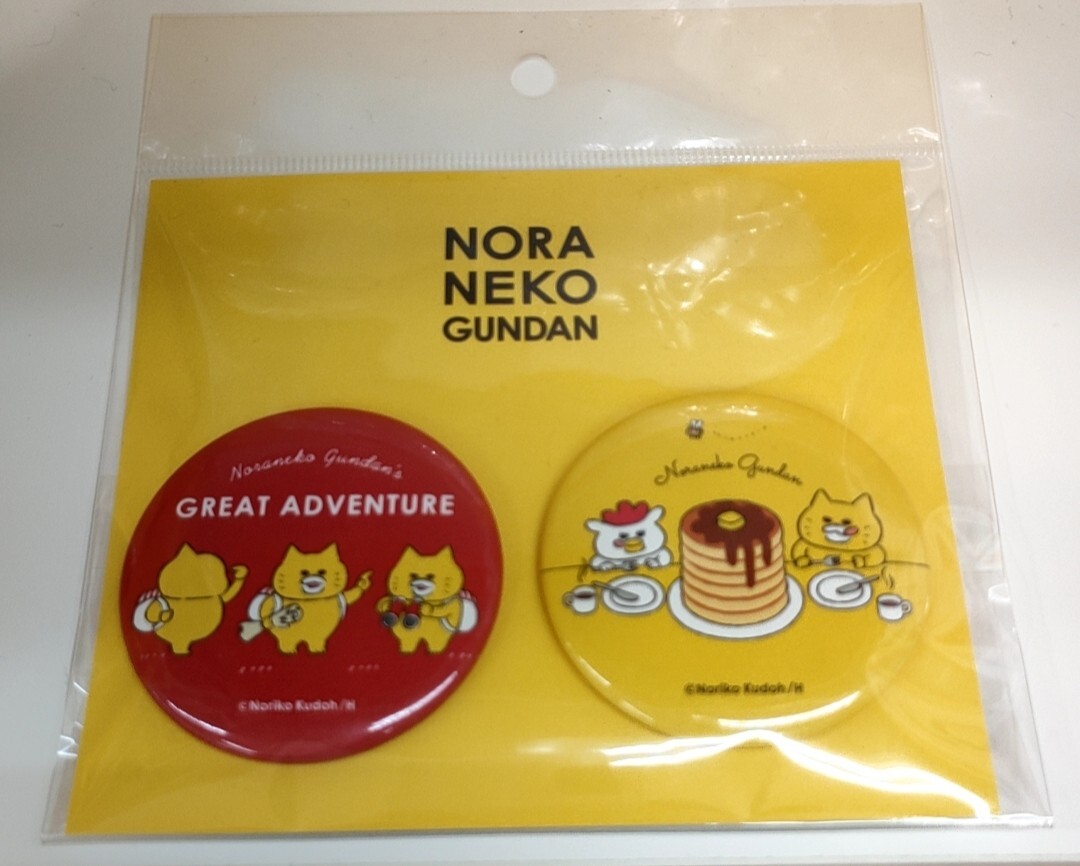 NORA
NEKO
GUNDAN
Noraneko Gundan's
GREAT ADVENTURE
©Noriko Kudoh/H
Noraneko Gundan
©Noriko Kudoh/H